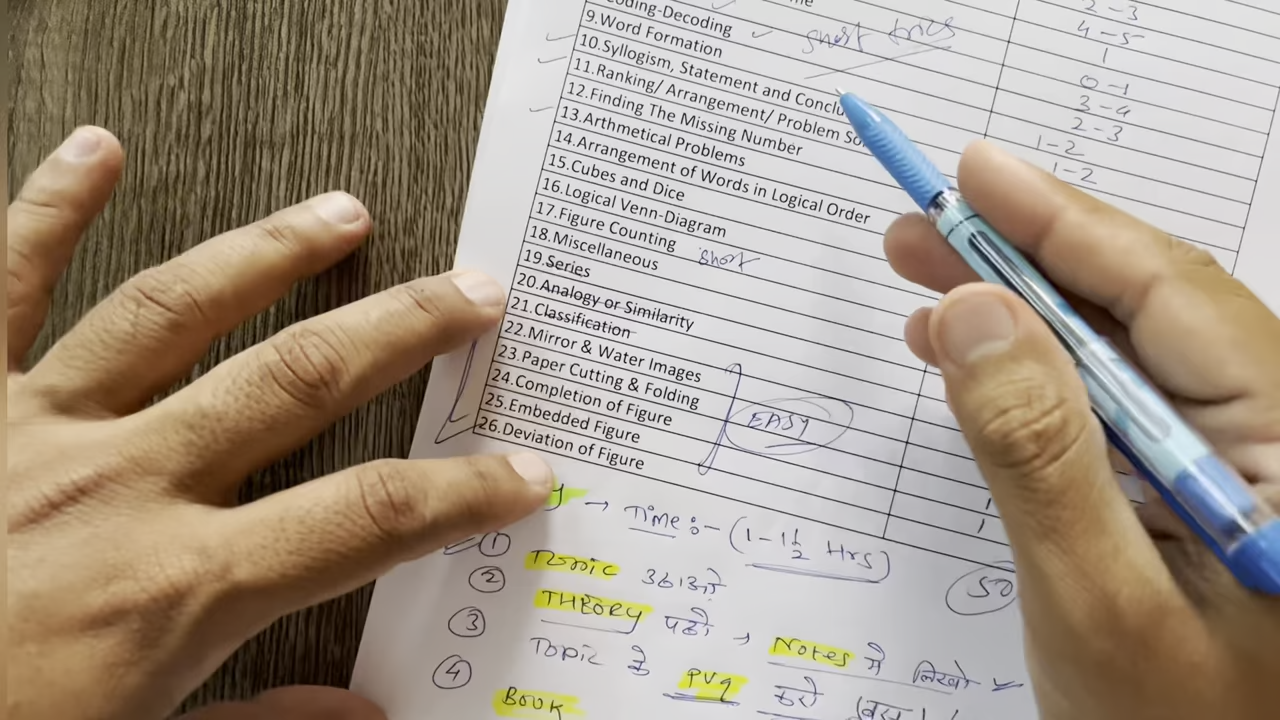 2-3
Coding-Decoding
short trics
4-5
9.Word Formation
1
10.Syllogism, Statement and Conclu
0-1
11.Ranking/ Arrangement/ Problem So
3-4
12.Finding The Missing Number
2-3
13.Arthmetical Problems
1-2
14.Arrangement of Words in Logical Order
1-2
15.Cubes and Dice
16.Logical Venn-Diagram
17.Figure Counting short
18.Miscellaneous
19.Series
20.Analogy or Similarity
21.Classification
22.Mirror & Water Images
23.Paper Cutting & Folding
24.Completion of Figure EASY
25.Embedded Figure
1
26.Deviation of Figure
1
y → Time:- (1-1½ Hrs)
50
① Topic उठाओ
② THEORY पढो → Notes मे लिखो
③ Topic के PYQ करो
④ BOOK